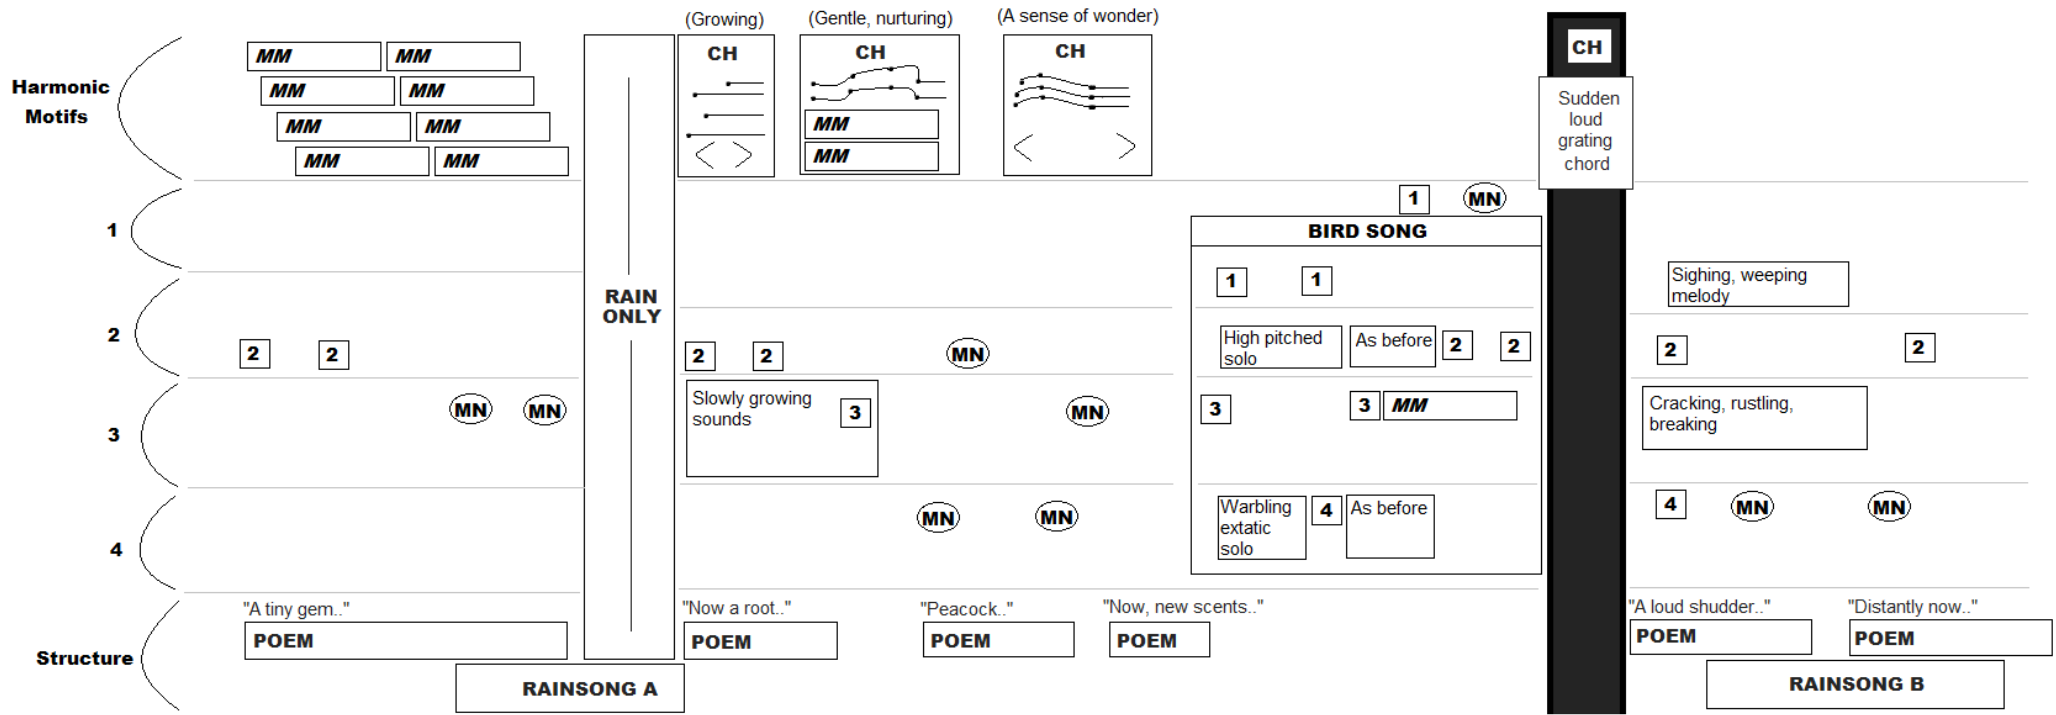 (Growing)
(Gentle, nurturing)
(A sense of wonder)
Harmonic
Motifs
MM
MM
MM
MM
MM
MM
MM
MM
CH
CH
MM
MM
CH
CH
Sudden
loud
grating
chord
1
1
MN
BIRD SONG
1
1
RAIN
ONLY
Sighing, weeping
melody
2
2
2
2
2
MN
High pitched
solo
As before
2
2
2
2
3
MN
MN
Slowly growing
sounds
3
MN
3
3
MM
Cracking, rustling,
breaking
4
MN
MN
Warbling
extatic
solo
4
As before
4
MN
MN
Structure
"A tiny gem.."
POEM
"Now a root.."
POEM
"Peacock.."
POEM
"Now, new scents.."
POEM
"A loud shudder.."
POEM
"Distantly now.."
POEM
RAINSONG A
RAINSONG B